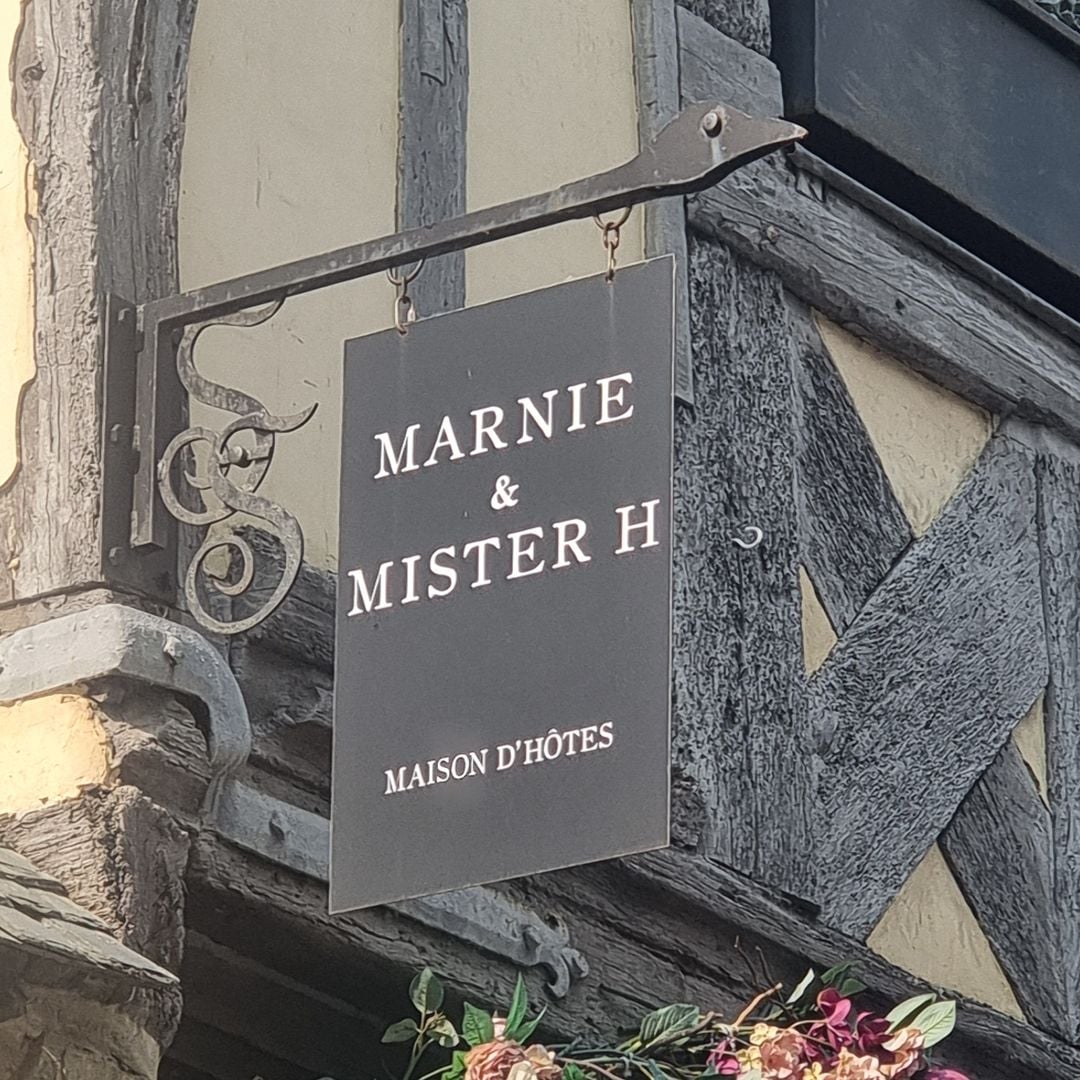 MARNIE
&
MISTER H
MAISON D'HÔTES